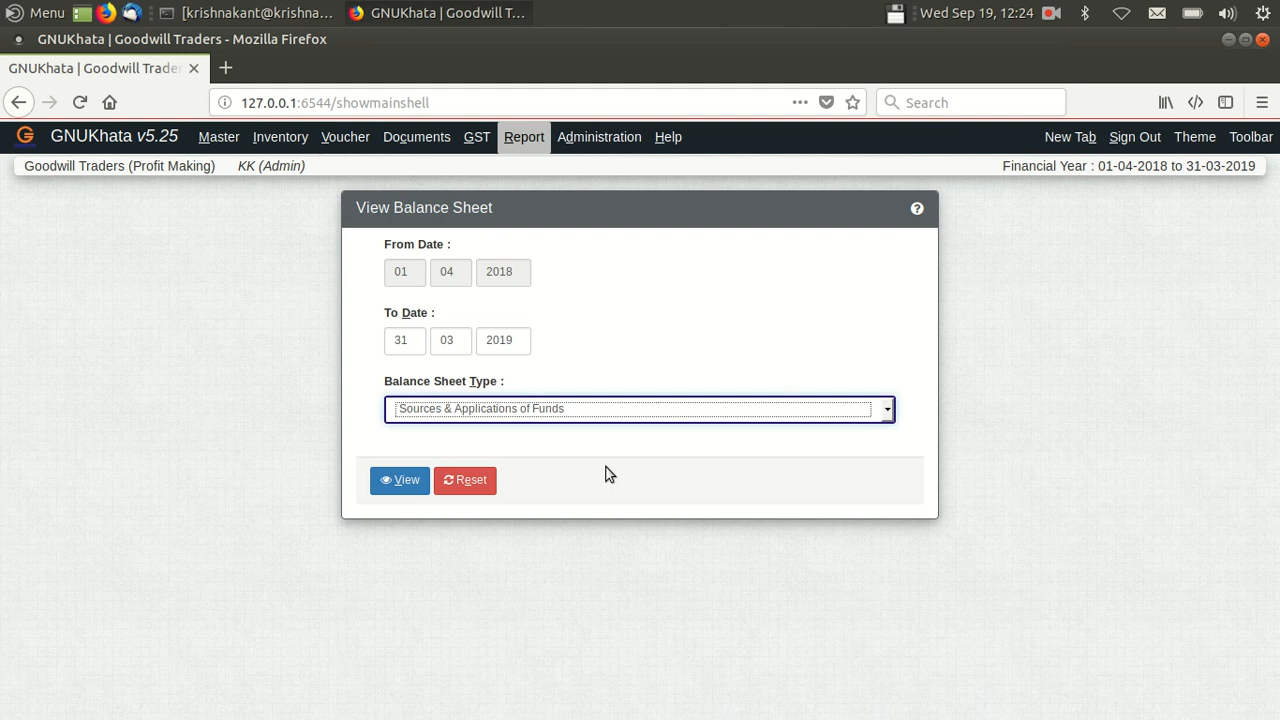 Menu [krishnakant@krishna... GNUKhata | Goodwill T... Wed Sep 19, 12:24
GNUKhata | Goodwill Traders - Mozilla Firefox
GNUKhata | Goodwill Trader
127.0.0.1:6544/showmainshell Search
GNUKhata v5.25 Master Inventory Voucher Documents GST Report Administration Help New Tab Sign Out Theme Toolbar
Goodwill Traders (Profit Making) KK (Admin) Financial Year : 01-04-2018 to 31-03-2019
View Balance Sheet
From Date :
01 04 2018
To Date :
31 03 2019
Balance Sheet Type :
Sources & Applications of Funds
View Reset